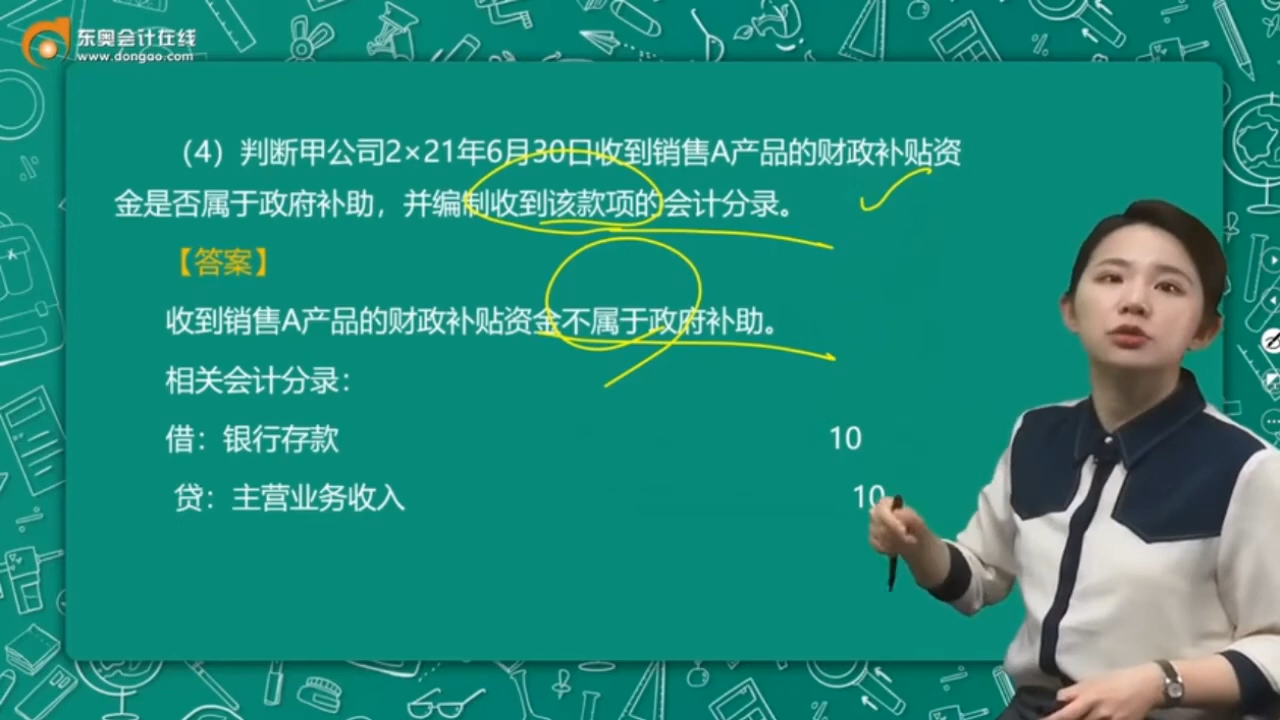 东奥会计在线
www.dongao.com
（4）判断甲公司2×21年6月30日收到销售A产品的财政补贴资
金是否属于政府补助，并编制收到该款项的会计分录。
【答案】
收到销售A产品的财政补贴资金不属于政府补助。
相关会计分录：
借：银行存款 10
贷：主营业务收入 10